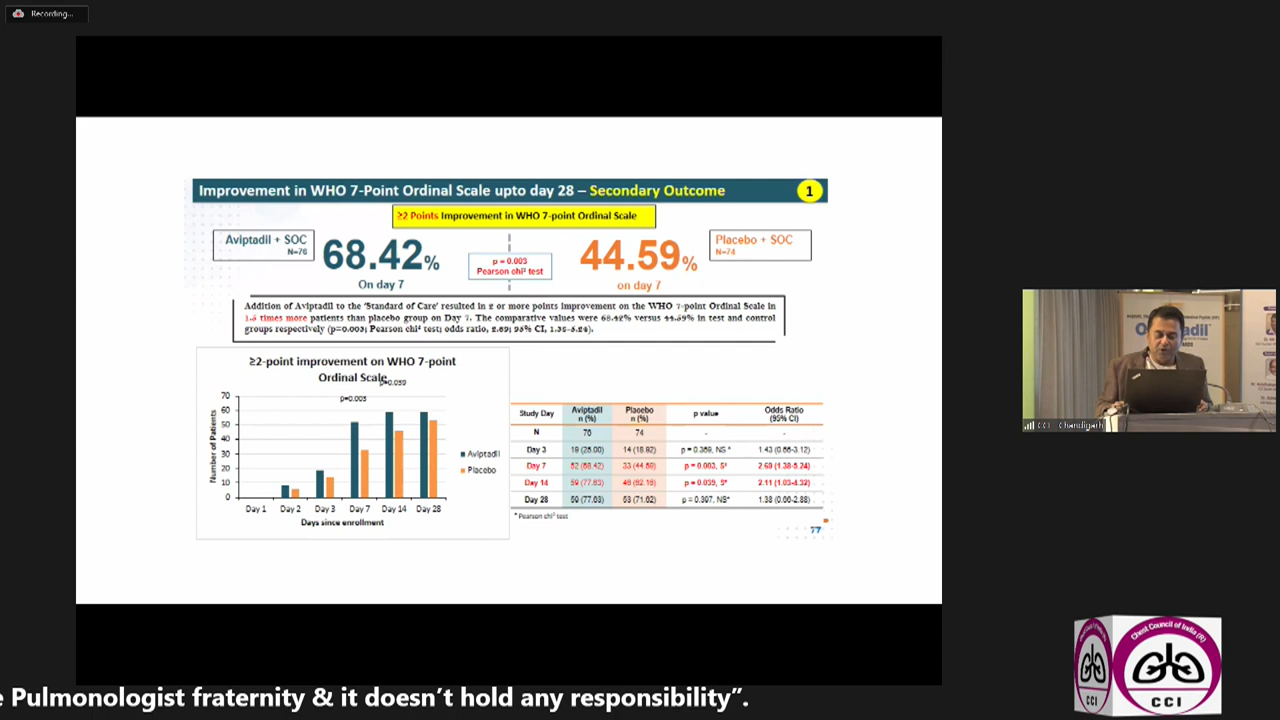 Recording...
Improvement in WHO 7-Point Ordinal Scale upto day 28 – Secondary Outcome
1
≥2 Points Improvement in WHO 7-point Ordinal Scale
Aviptadil + SOC
N=76
68.42%
On day 7
p = 0.003
Pearson chi² test
44.59%
on day 7
Placebo + SOC
N=74
Addition of Aviptadil to the 'Standard of Care' resulted in 2 or more points improvement on the WHO 7-point Ordinal Scale in
1.5 times more patients than placebo group on Day 7. The comparative values were 68.42% versus 44.59% in test and control
groups respectively (p=0.003; Pearson chi² test; odds ratio, 2.69; 95% CI, 1.38-5.24).
≥2-point improvement on WHO 7-point
Ordinal Scale
p=0.039
p=0.003
Number of Patients
70
60
50
40
30
20
10
0
Day 1 Day 2 Day 3 Day 7 Day 14 Day 28
Days since enrollment
Aviptadil
Placebo
Study Day Aviptadil n (%) Placebo n (%) p value Odds Ratio (95% CI)
N 76 74 - -
Day 3 19 (25.00) 14 (18.92) p = 0.369, NS* 1.43 (0.66-3.12)
Day 7 52 (68.42) 33 (44.59) p = 0.003, S* 2.69 (1.38-5.24)
Day 14 59 (77.63) 46 (62.16) p = 0.039, S* 2.11 (1.03-4.32)
Day 28 59 (77.63) 53 (71.62) p = 0.397, NS* 1.38 (0.66-2.88)
* Pearson chi² test
77
CCI Chandigarh
Chest Council of India (R)
CCI
CCI
Pulmonologist fraternity & it doesn't hold any responsibility".